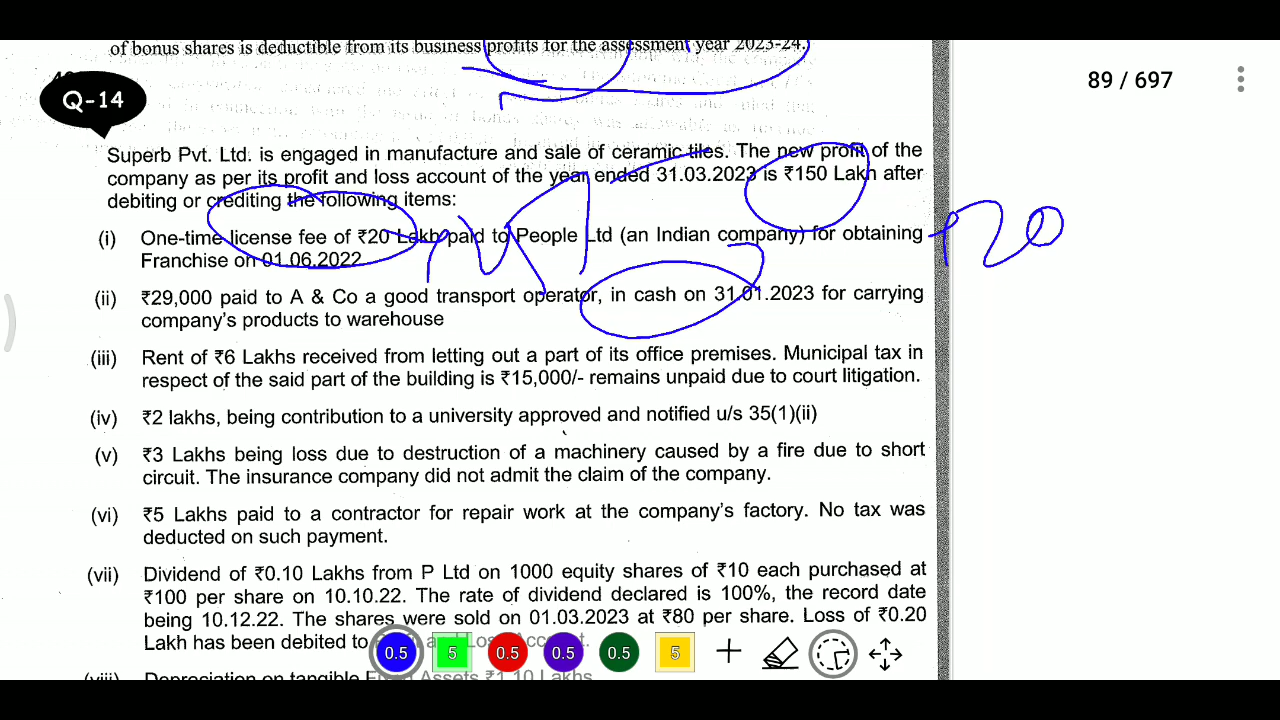 of bonus shares is deductible from its business profits for the assessment year 2023-24.
Q-14
89 / 697
Superb Pvt. Ltd. is engaged in manufacture and sale of ceramic tiles. The new profit of the
company as per its profit and loss account of the year ended 31.03.2023 is ₹150 Lakh after
debiting or crediting the following items:
(i) One-time license fee of ₹20 Lakh paid to People Ltd (an Indian company) for obtaining
Franchise on 01.06.2022
(ii) ₹29,000 paid to A & Co a good transport operator, in cash on 31.01.2023 for carrying
company's products to warehouse
(iii) Rent of ₹6 Lakhs received from letting out a part of its office premises. Municipal tax in
respect of the said part of the building is ₹15,000/- remains unpaid due to court litigation.
(iv) ₹2 lakhs, being contribution to a university approved and notified u/s 35(1)(ii)
(v) ₹3 Lakhs being loss due to destruction of a machinery caused by a fire due to short
circuit. The insurance company did not admit the claim of the company.
(vi) ₹5 Lakhs paid to a contractor for repair work at the company's factory. No tax was
deducted on such payment.
(vii) Dividend of ₹0.10 Lakhs from P Ltd on 1000 equity shares of ₹10 each purchased at
₹100 per share on 10.10.22. The rate of dividend declared is 100%, the record date
being 10.12.22. The shares were sold on 01.03.2023 at ₹80 per share. Loss of ₹0.20
Lakh has been debited to
0.5 5 0.5 0.5 0.5 5
(viii) Depreciation on tangible Fixed Assets ₹1.10 Lakhs